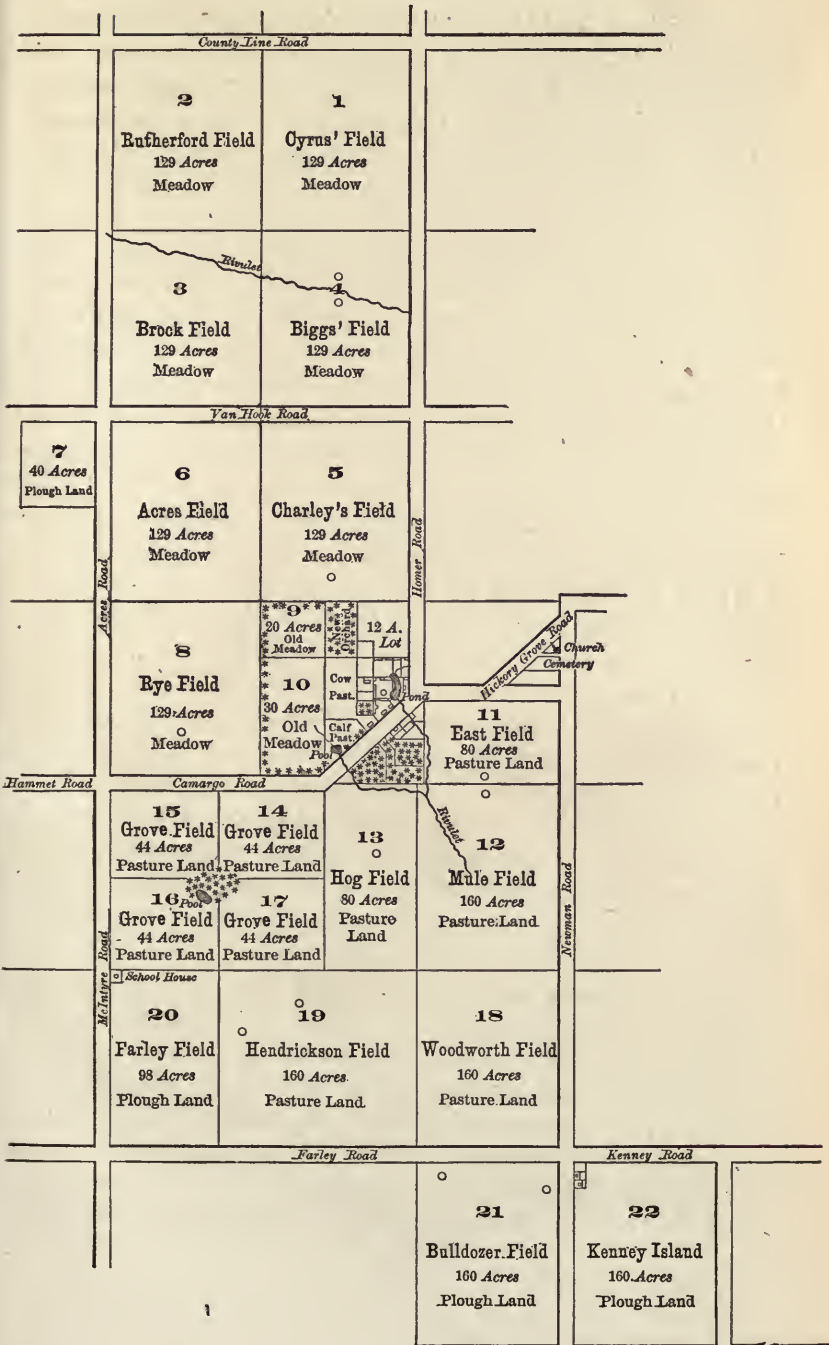 County Line Road
2
Rutherford Field
129 Acres
Meadow
1
Cyrus' Field
129 Acres
Meadow
Rivulet
3
Brock Field
129 Acres
Meadow
4
Biggs' Field
129 Acres
Meadow
Van Hook Road
7
40 Acres
Plough Land
6
Acres Field
129 Acres
Meadow
5
Charley's Field
129 Acres
Meadow
Acres Road
Homer Road
8
Rye Field
129 Acres
Meadow
9
20 Acres
Old
Meadow
New
Orchard
12 A.
Lot
10
30 Acres
Old
Meadow
Pool
Cow
Past.
Calf
Past.
Pond
Hickory Grove Road
Church
Cemetery
11
East Field
80 Acres
Pasture Land
Hammet Road
Camargo Road
15
Grove Field
44 Acres
Pasture Land
14
Grove Field
44 Acres
Pasture Land
16
Pool
Grove Field
44 Acres
Pasture Land
17
Grove Field
44 Acres
Pasture Land
13
Hog Field
80 Acres
Pasture
Land
Rivulet
12
Mule Field
160 Acres
Pasture Land
Newman Road
McIntyre Road
School House
20
Farley Field
98 Acres
Plough Land
19
Hendrickson Field
160 Acres.
Pasture Land
18
Woodworth Field
160 Acres
Pasture Land
Farley Road
Kenney Road
21
Bulldozer Field
160 Acres
Plough Land
22
Kenney Island
160 Acres
Plough Land